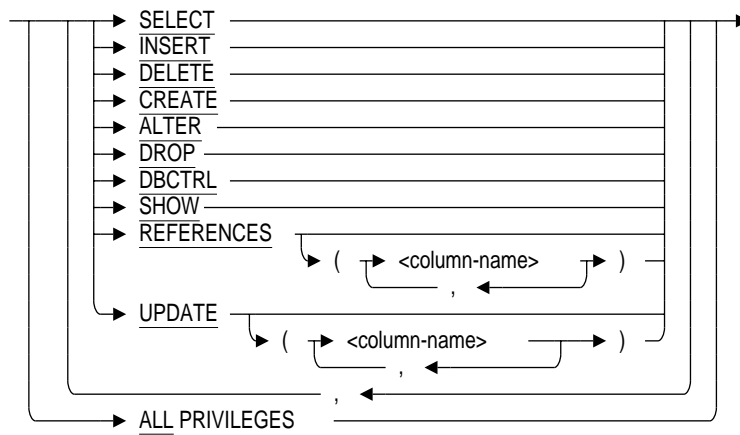 SELECT
INSERT
DELETE
CREATE
ALTER
DROP
DBCTRL
SHOW
REFERENCES
( <column-name> )
,
UPDATE
( <column-name> )
,
,
ALL PRIVILEGES